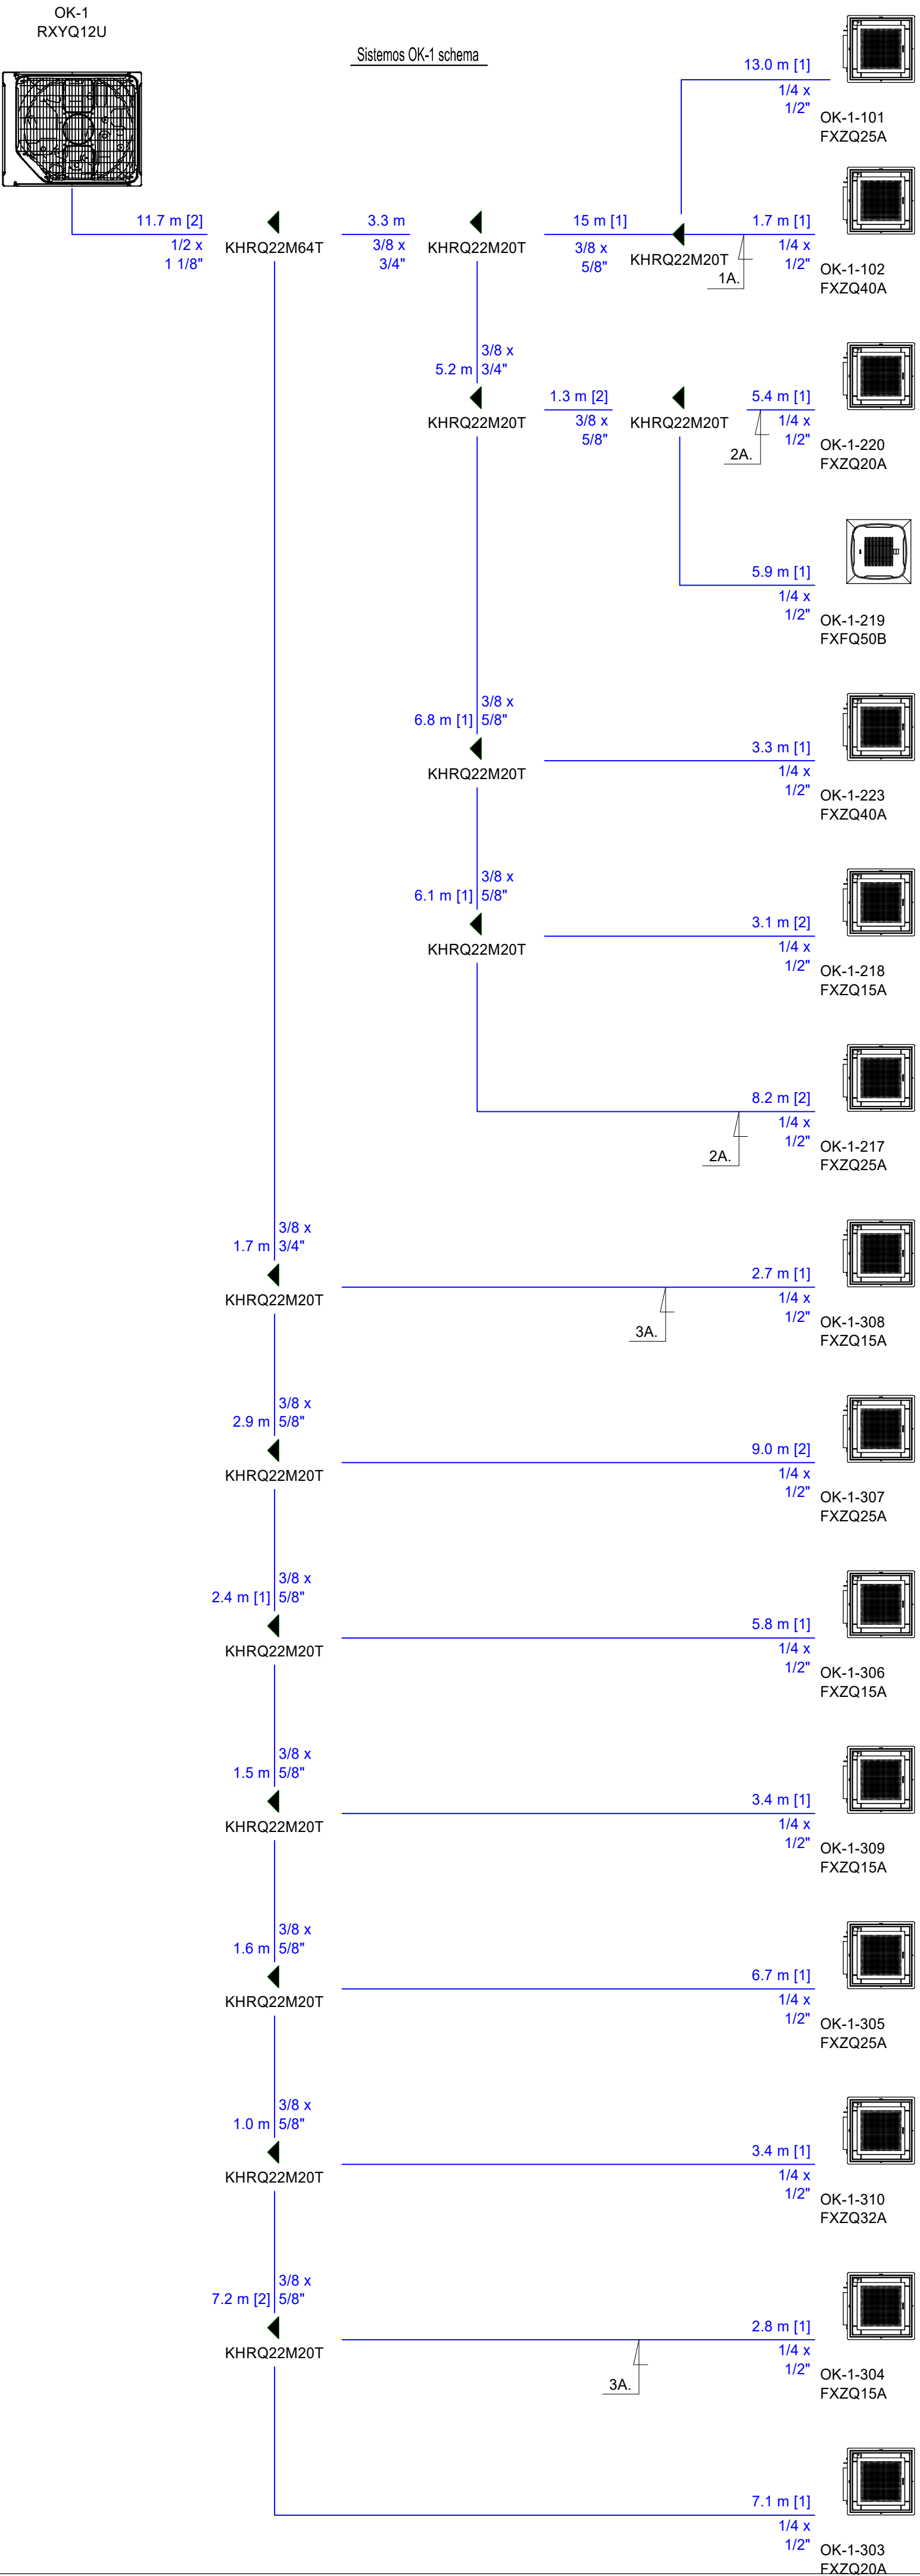 OK-1
RXYQ12U
Sistemos OK-1 schema
13.0 m [1]
1/4 x
1/2"
OK-1-101
FXZQ25A
11.7 m [2]
1/2 x
1 1/8"
KHRQ22M64T
3.3 m
3/8 x
3/4"
KHRQ22M20T
15 m [1]
3/8 x
5/8"
KHRQ22M20T
1A.
1.7 m [1]
1/4 x
1/2"
OK-1-102
FXZQ40A
3/8 x
5.2 m 3/4"
KHRQ22M20T
1.3 m [2]
3/8 x
5/8"
KHRQ22M20T
2A.
5.4 m [1]
1/4 x
1/2"
OK-1-220
FXZQ20A
5.9 m [1]
1/4 x
1/2"
OK-1-219
FXFQ50B
3/8 x
6.8 m [1] 5/8"
KHRQ22M20T
3.3 m [1]
1/4 x
1/2"
OK-1-223
FXZQ40A
3/8 x
6.1 m [1] 5/8"
KHRQ22M20T
3.1 m [2]
1/4 x
1/2"
OK-1-218
FXZQ15A
8.2 m [2]
1/4 x
1/2"
2A.
OK-1-217
FXZQ25A
3/8 x
1.7 m 3/4"
KHRQ22M20T
2.7 m [1]
1/4 x
1/2"
3A.
OK-1-308
FXZQ15A
3/8 x
2.9 m 5/8"
KHRQ22M20T
9.0 m [2]
1/4 x
1/2"
OK-1-307
FXZQ25A
3/8 x
2.4 m [1] 5/8"
KHRQ22M20T
5.8 m [1]
1/4 x
1/2"
OK-1-306
FXZQ15A
3/8 x
1.5 m 5/8"
KHRQ22M20T
3.4 m [1]
1/4 x
1/2"
OK-1-309
FXZQ15A
3/8 x
1.6 m 5/8"
KHRQ22M20T
6.7 m [1]
1/4 x
1/2"
OK-1-305
FXZQ25A
3/8 x
1.0 m 5/8"
KHRQ22M20T
3.4 m [1]
1/4 x
1/2"
OK-1-310
FXZQ32A
3/8 x
7.2 m [2] 5/8"
KHRQ22M20T
2.8 m [1]
1/4 x
1/2"
3A.
OK-1-304
FXZQ15A
7.1 m [1]
1/4 x
1/2"
OK-1-303
FXZQ20A